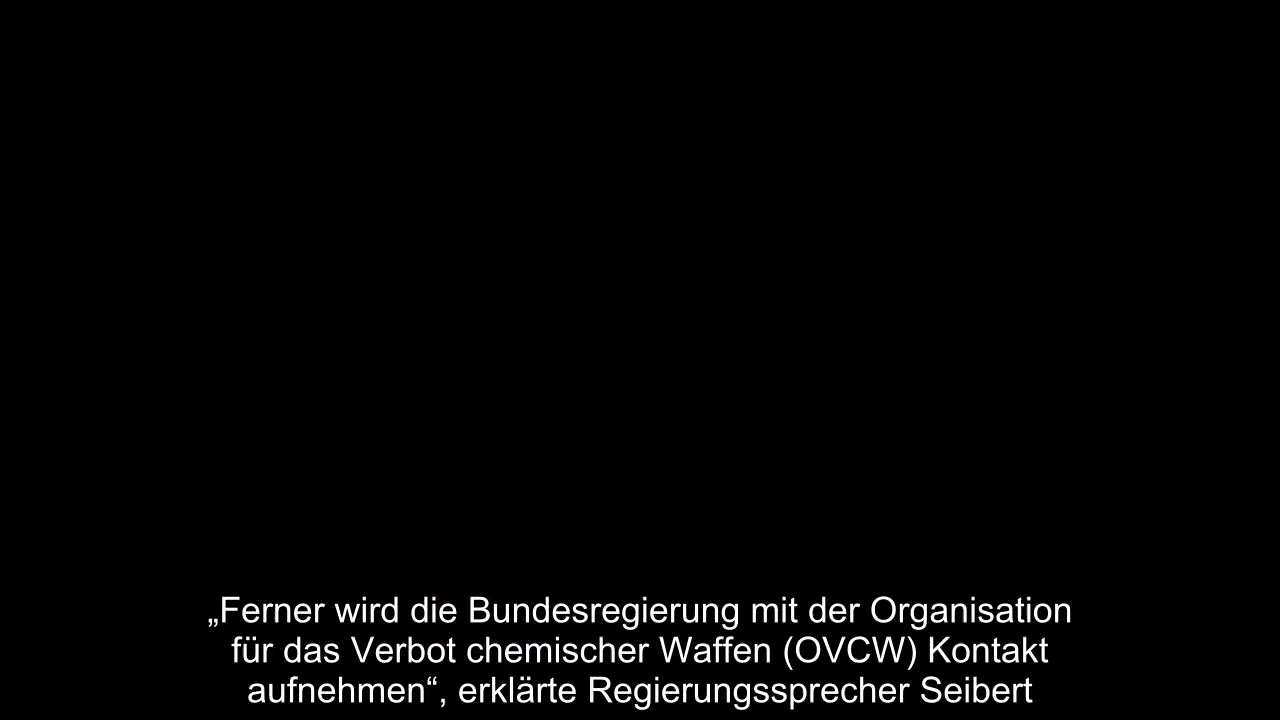 „Ferner wird die Bundesregierung mit der Organisation
für das Verbot chemischer Waffen (OVCW) Kontakt
aufnehmen“, erklärte Regierungssprecher Seibert